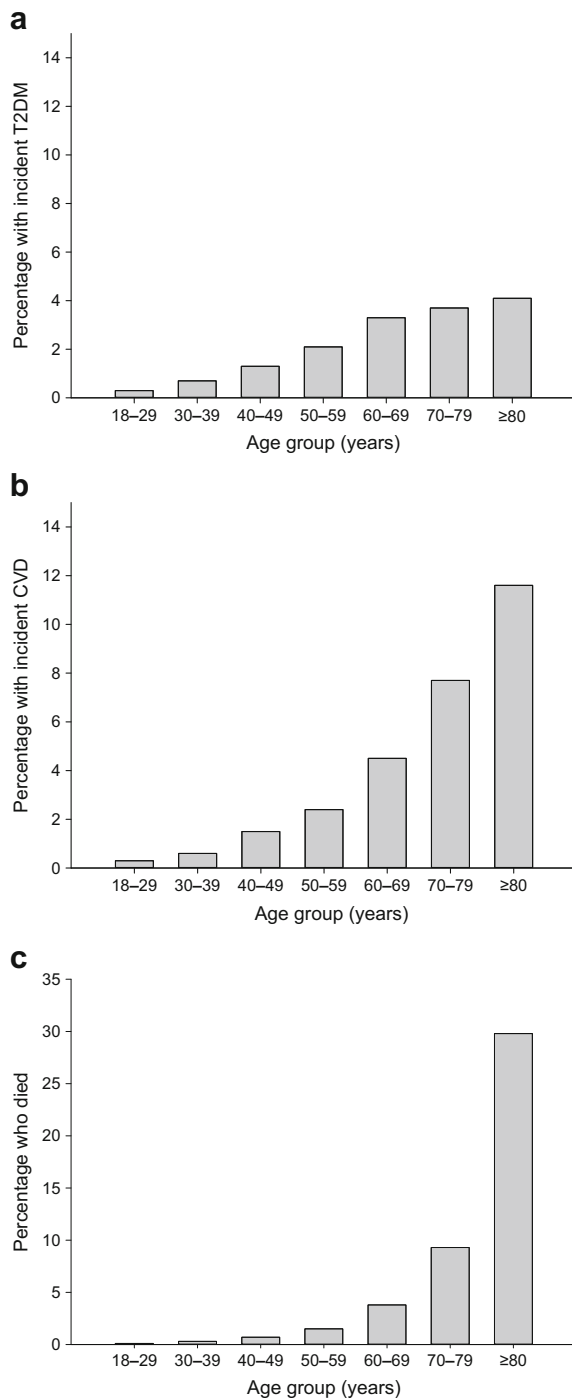 a
Percentage with incident T2DM
14
12
10
8
6
4
2
0
18–29 30–39 40–49 50–59 60–69 70–79 ≥80
Age group (years)
b
Percentage with incident CVD
14
12
10
8
6
4
2
0
18–29 30–39 40–49 50–59 60–69 70–79 ≥80
Age group (years)
c
Percentage who died
35
30
25
20
15
10
5
0
18–29 30–39 40–49 50–59 60–69 70–79 ≥80
Age group (years)